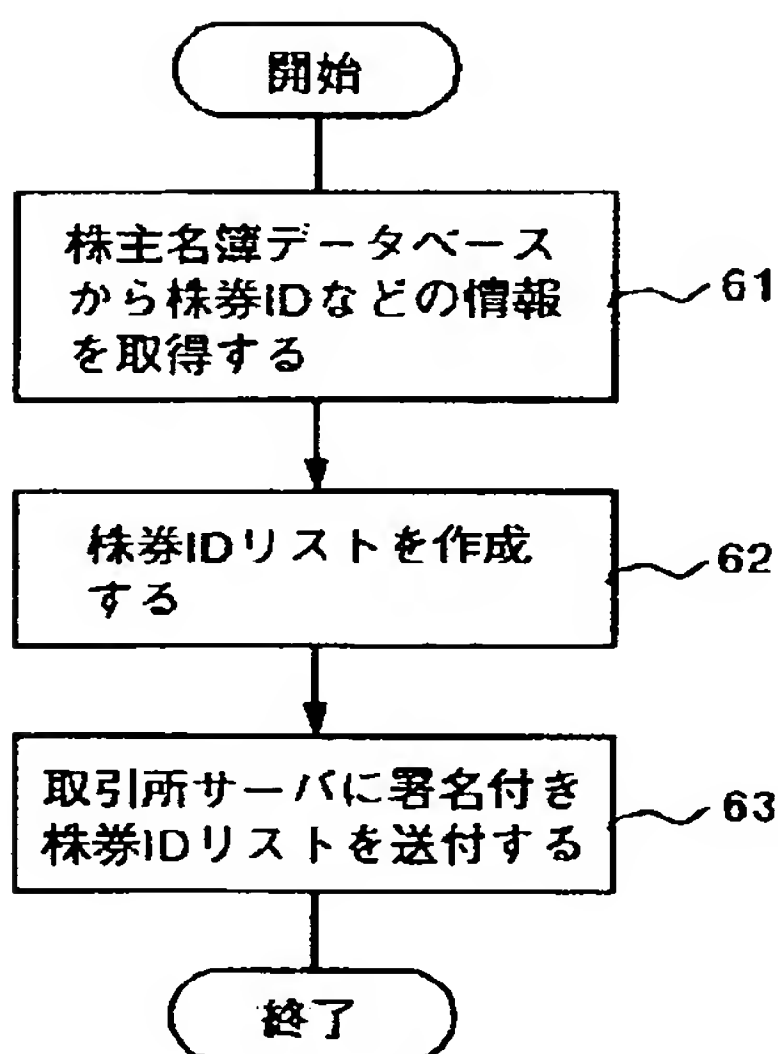 開始
株主名簿データベース
から株券IDなどの情報
を取得する
61
株券IDリストを作成
する
62
取引所サーバに署名付き
株券IDリストを送付する
63
終了